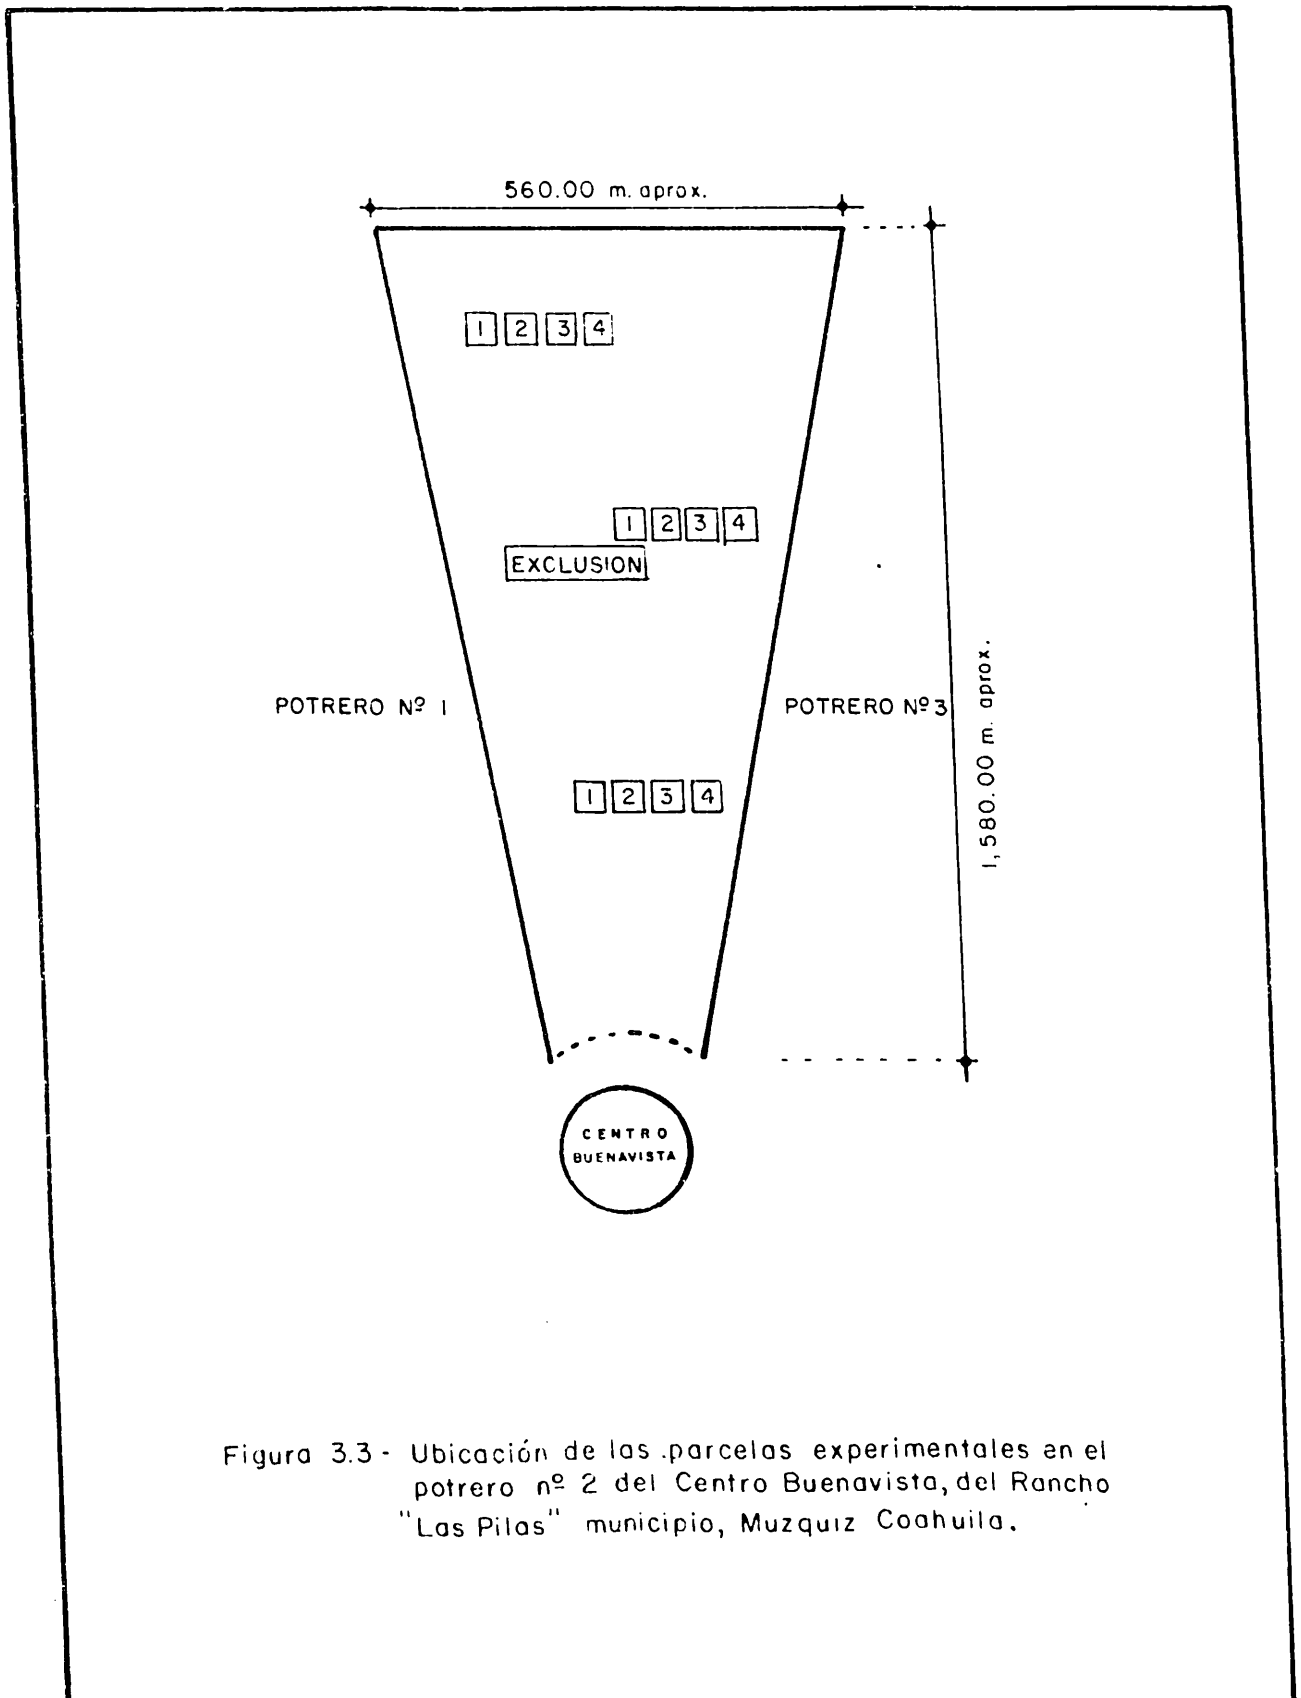 560.00 m. aprox.
1 2 3 4
1 2 3 4
EXCLUSION
POTRERO Nº 1
POTRERO Nº 3
1,580.00 m. aprox.
1 2 3 4
CENTRO
BUENAVISTA
Figura 3.3 - Ubicación de las .parcelas experimentales en el
potrero nº 2 del Centro Buenavista, del Rancho
"Las Pilas" municipio, Muzquiz Coahuila.